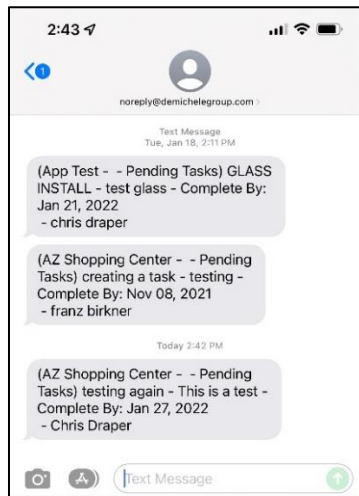 2:43
1
noreply@demichelegroup.com
Text Message
Tue, Jan 18, 2:11 PM
(App Test - - Pending Tasks) GLASS
INSTALL - test glass - Complete By:
Jan 21, 2022
- chris draper
(AZ Shopping Center - - Pending
Tasks) creating a task - testing -
Complete By: Nov 08, 2021
- franz birkner
Today 2:42 PM
(AZ Shopping Center - - Pending
Tasks) testing again - This is a test -
Complete By: Jan 27, 2022
- Chris Draper
Text Message